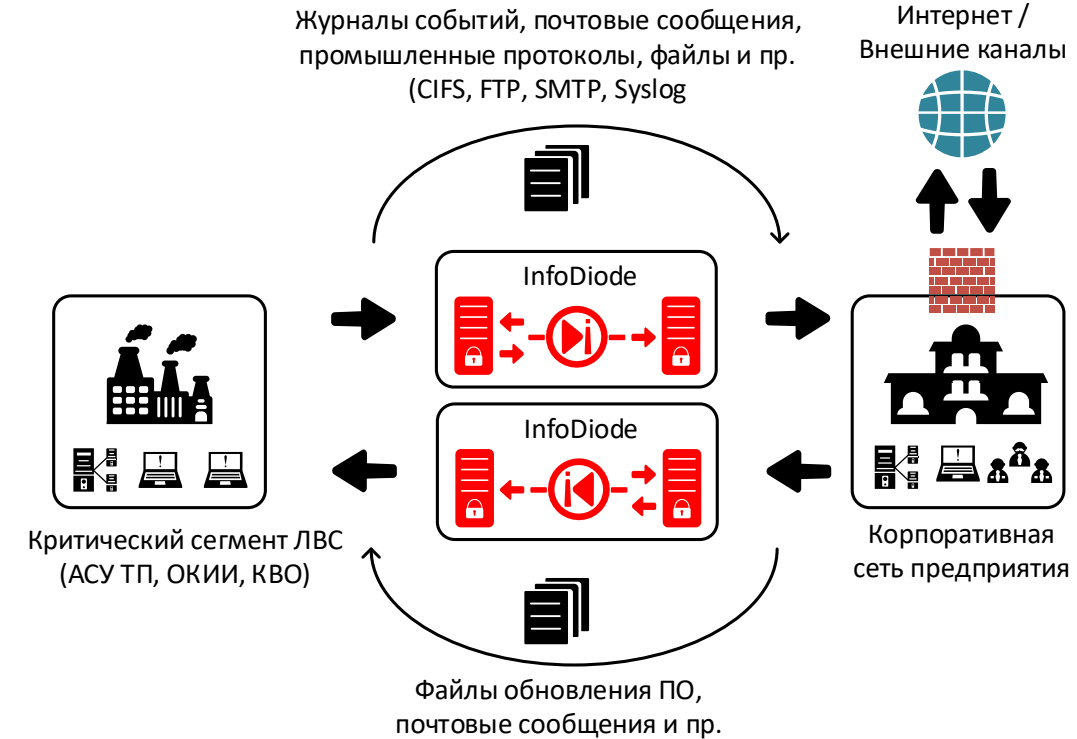 Журналы событий, почтовые сообщения,
промышленные протоколы, файлы и пр.
(CIFS, FTP, SMTP, Syslog
Интернет /
Внешние каналы
InfoDiode
InfoDiode
Критический сегмент ЛВС
(АСУ ТП, ОКИИ, КВО)
Корпоративная
сеть предприятия
Файлы обновления ПО,
почтовые сообщения и пр.